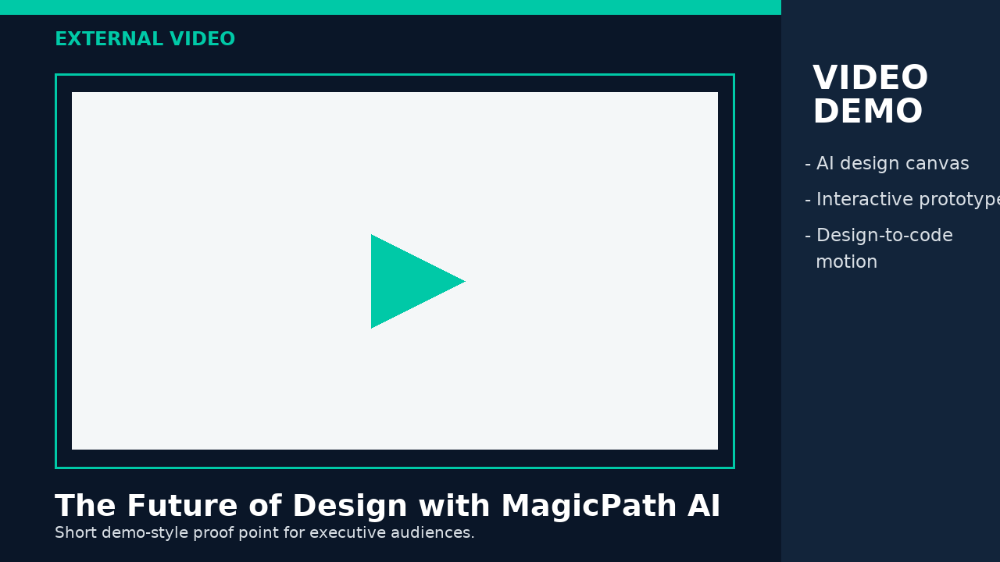 EXTERNAL VIDEO
The Future of Design with MagicPath AI
Short demo-style proof point for executive audiences.
VIDEO
DEMO
- AI design canvas
- Interactive prototype
- Design-to-code
motion